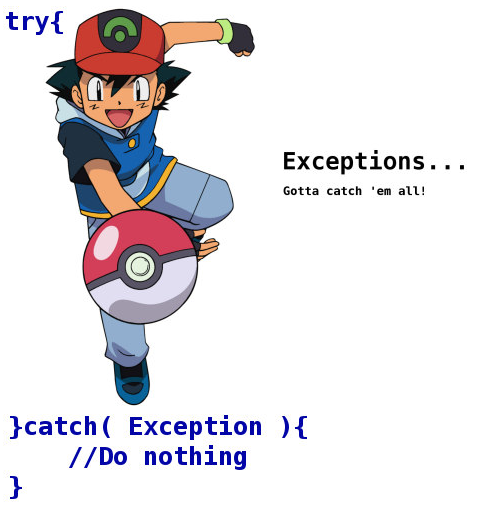 try{
Exceptions...
Gotta catch 'em all!
}catch( Exception ){
//Do nothing
}